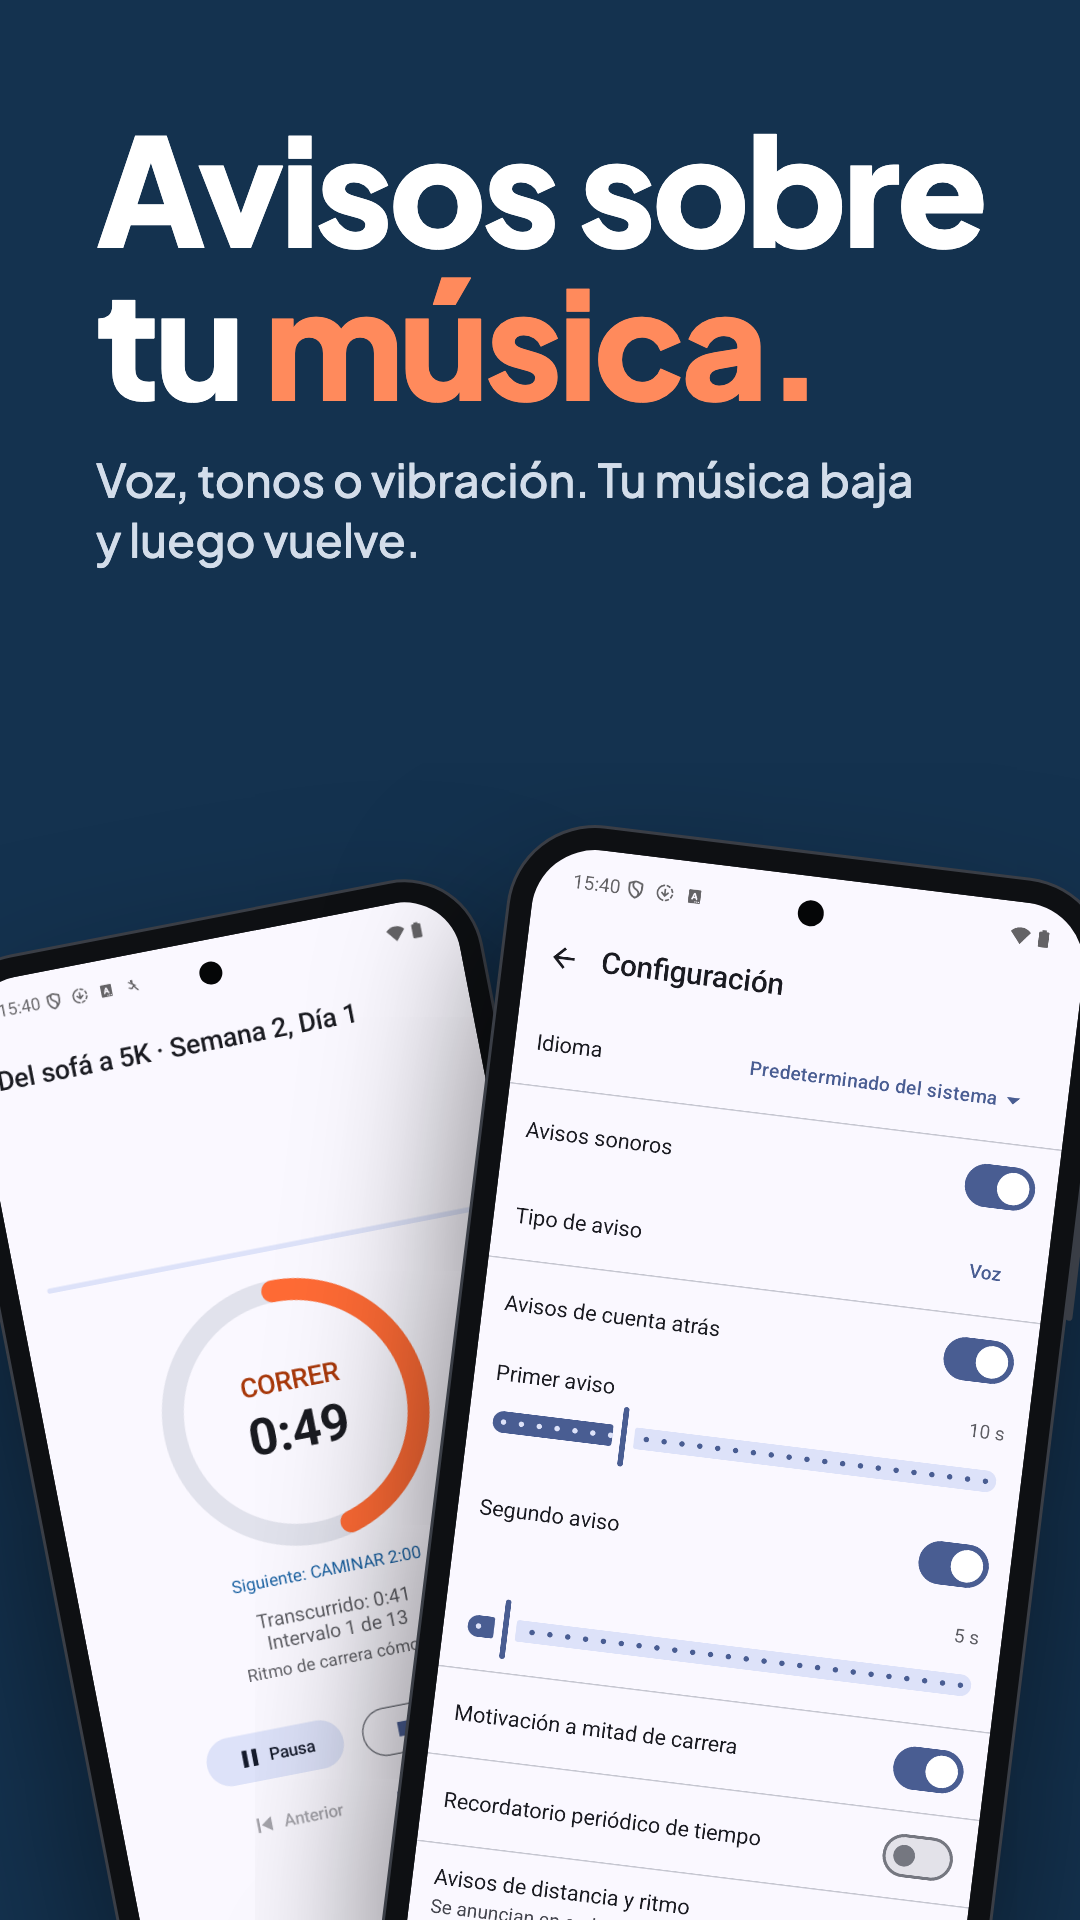 Avisos sobre
tu música.
Voz, tonos o vibración. Tu música baja
y luego vuelve.
15:40
Del sofá a 5K · Semana 2, Día 1
CORRER
0:49
Siguiente: CAMINAR 2:00
Transcurrido: 0:41
Intervalo 1 de 13
Ritmo de carrera
Pausa
Anterior
15:40
Configuración
Idioma
Predeterminado del sistema
Avisos sonoros
Tipo de aviso
Voz
Avisos de cuenta atrás
Primer aviso
10 s
Segundo aviso
5 s
Motivación a mitad de carrera
Recordatorio periódico de tiempo
Avisos de distancia y ritmo
Se anuncian en